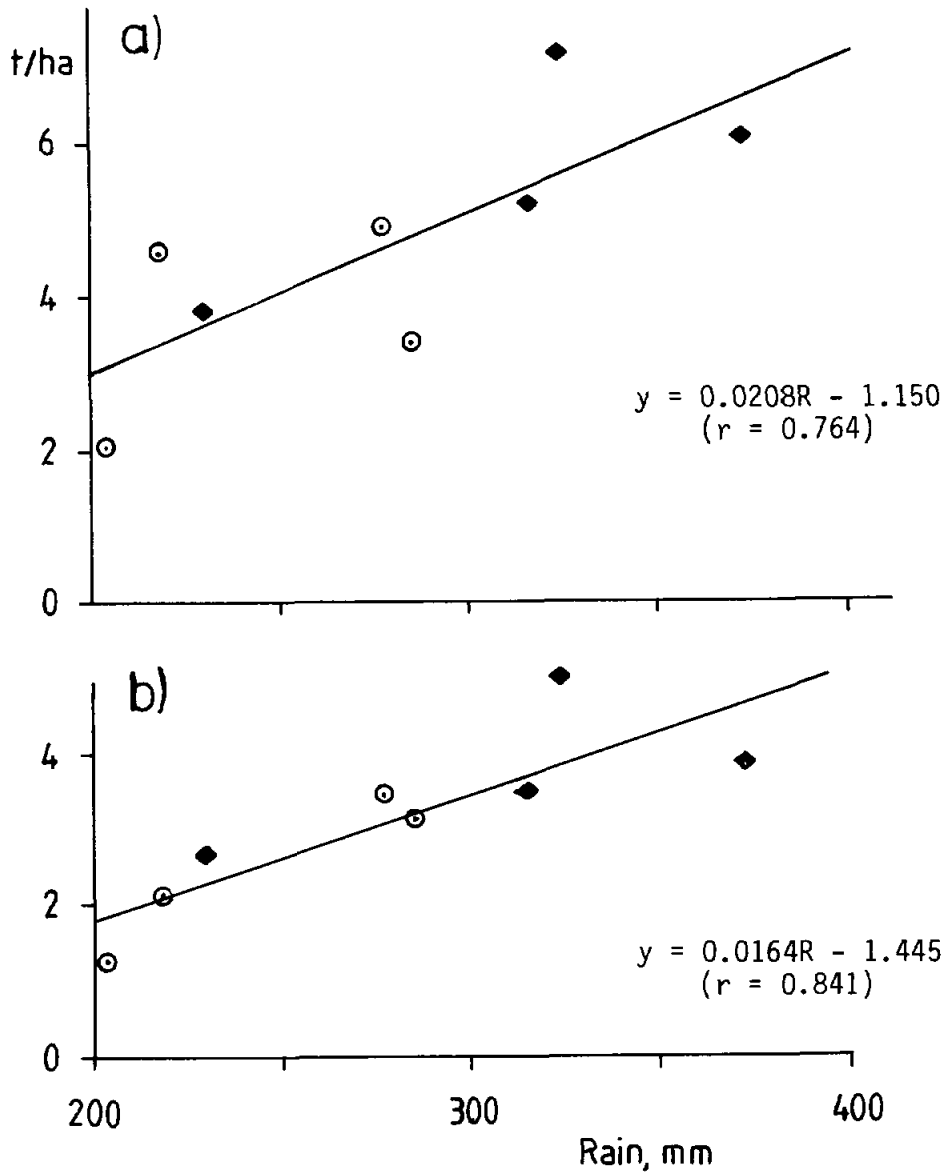 a)
t/ha
6
4
2
0
y = 0.0208R - 1.150
(r = 0.764)
b)
4
2
0
y = 0.0164R - 1.445
(r = 0.841)
200 300 400
Rain, mm